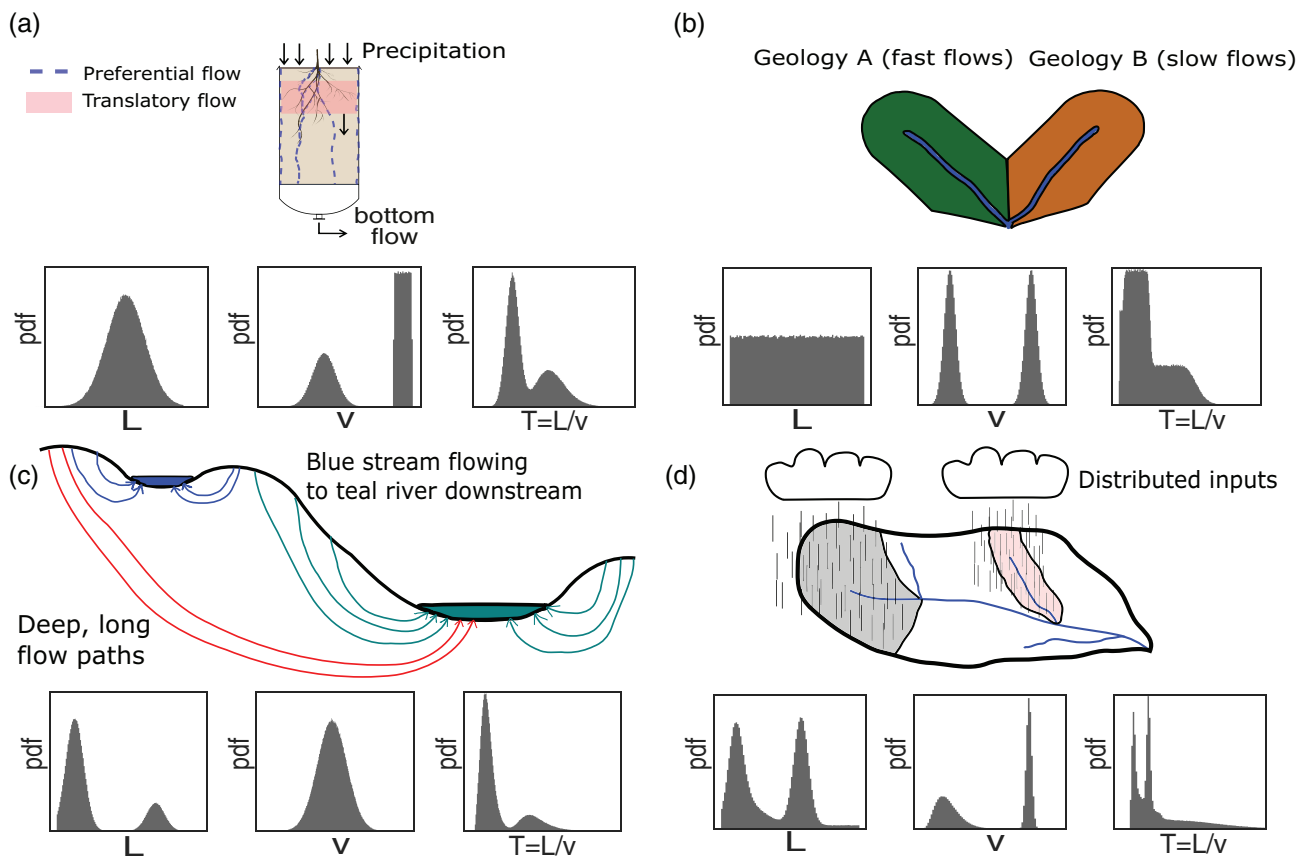 (a)
Precipitation
Preferential flow
Translatory flow
bottom
flow
pdf
L
pdf
v
pdf
T=L/v
(b)
Geology A (fast flows)
Geology B (slow flows)
pdf
L
pdf
v
pdf
T=L/v
(c)
Blue stream flowing
to teal river downstream
Deep, long
flow paths
pdf
L
pdf
v
pdf
T=L/v
(d)
Distributed inputs
pdf
L
pdf
v
pdf
T=L/v